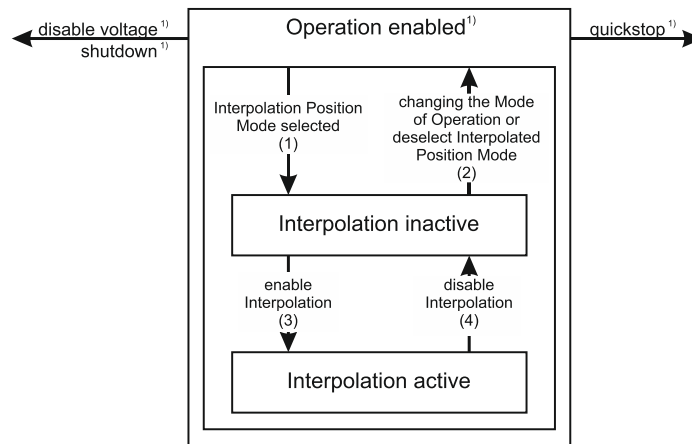 Operation enabled 1)
disable voltage 1)
shutdown 1)
quickstop 1)
Interpolation Position
Mode selected
(1)
changing the Mode
of Operation or
deselect Interpolated
Position Mode
(2)
Interpolation inactive
enable
Interpolation
(3)
disable
Interpolation
(4)
Interpolation active